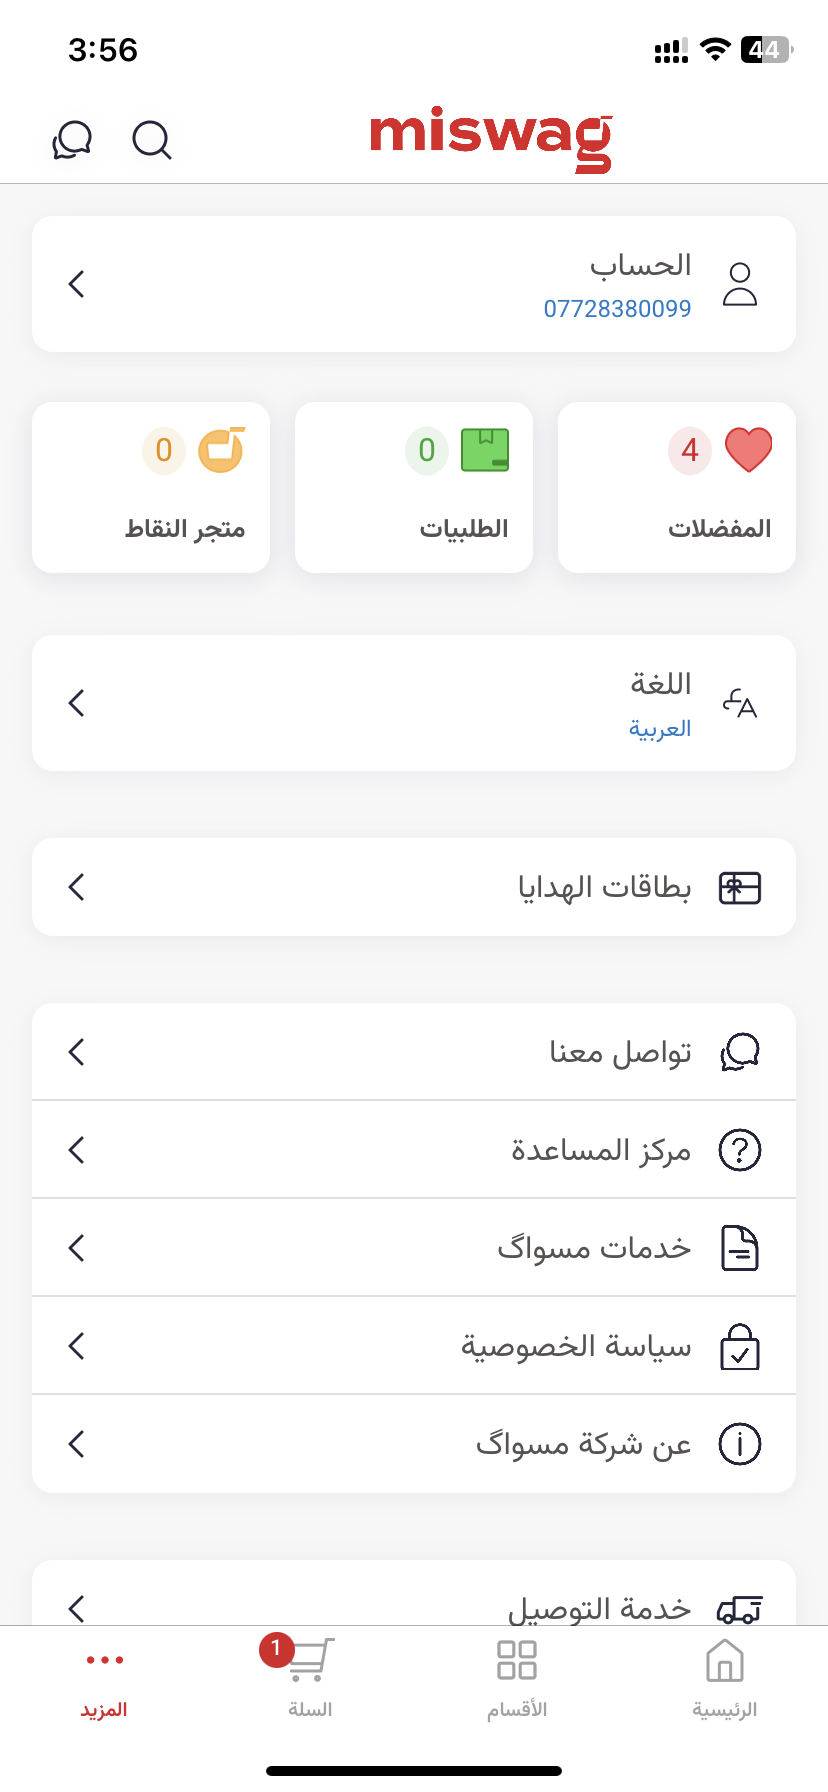 3:56
44
miswag
الحساب
07728380099
4
المفضلات
0
الطلبيات
0
متجر النقاط
اللغة
العربية
بطاقات الهدايا
تواصل معنا
مركز المساعدة
خدمات مسواگ
سياسة الخصوصية
عن شركة مسواگ
خدمة التوصيل
الرئيسية
الأقسام
1
السلة
المزيد